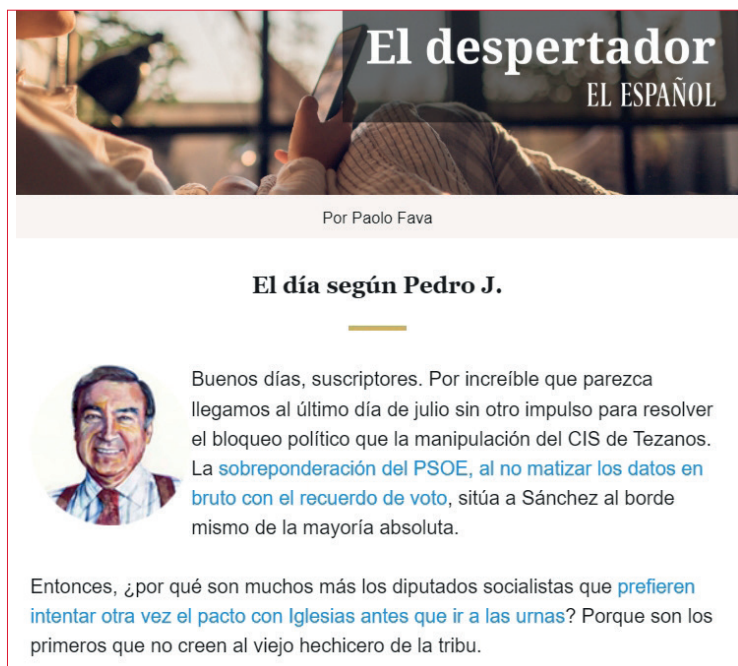 El despertador
EL ESPAÑOL
Por Paolo Fava
El día según Pedro J.
Buenos días, suscriptores. Por increíble que parezca
llegamos al último día de julio sin otro impulso para resolver
el bloqueo político que la manipulación del CIS de Tezanos.
La sobreponderación del PSOE, al no matizar los datos en
bruto con el recuerdo de voto, sitúa a Sánchez al borde
mismo de la mayoría absoluta.
Entonces, ¿por qué son muchos más los diputados socialistas que prefieren
intentar otra vez el pacto con Iglesias antes que ir a las urnas? Porque son los
primeros que no creen al viejo hechicero de la tribu.